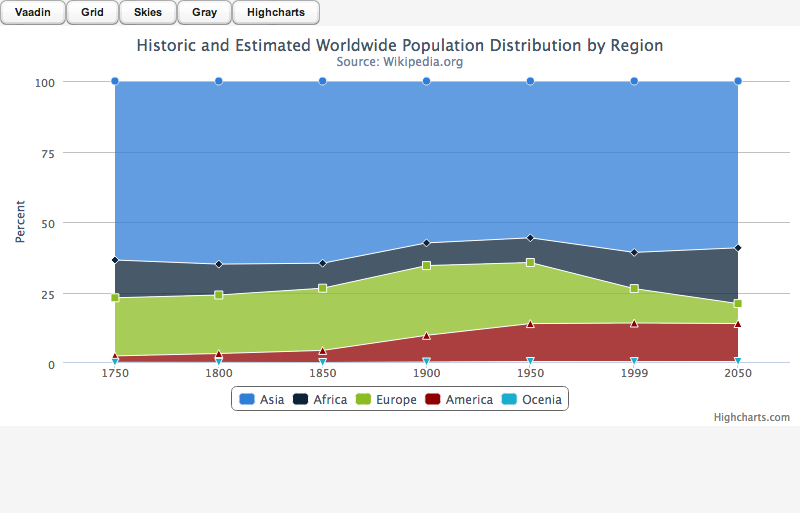 Vaadin Grid Skies Gray Highcharts
Historic and Estimated Worldwide Population Distribution by Region
Source: Wikipedia.org
100
75
50
25
0
Percent
1750 1800 1850 1900 1950 1999 2050
Asia Africa Europe America Ocenia
Highcharts.com